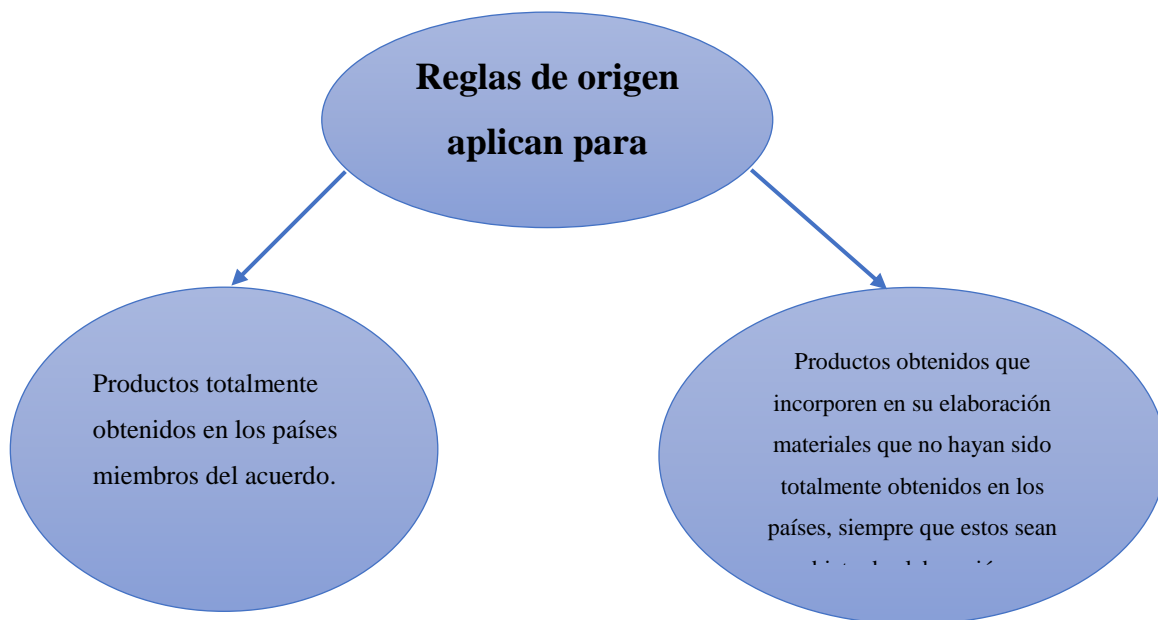 Reglas de origen
aplican para
Productos totalmente
obtenidos en los países
miembros del acuerdo.
Productos obtenidos que
incorporen en su elaboración
materiales que no hayan sido
totalmente obtenidos en los
países, siempre que estos sean